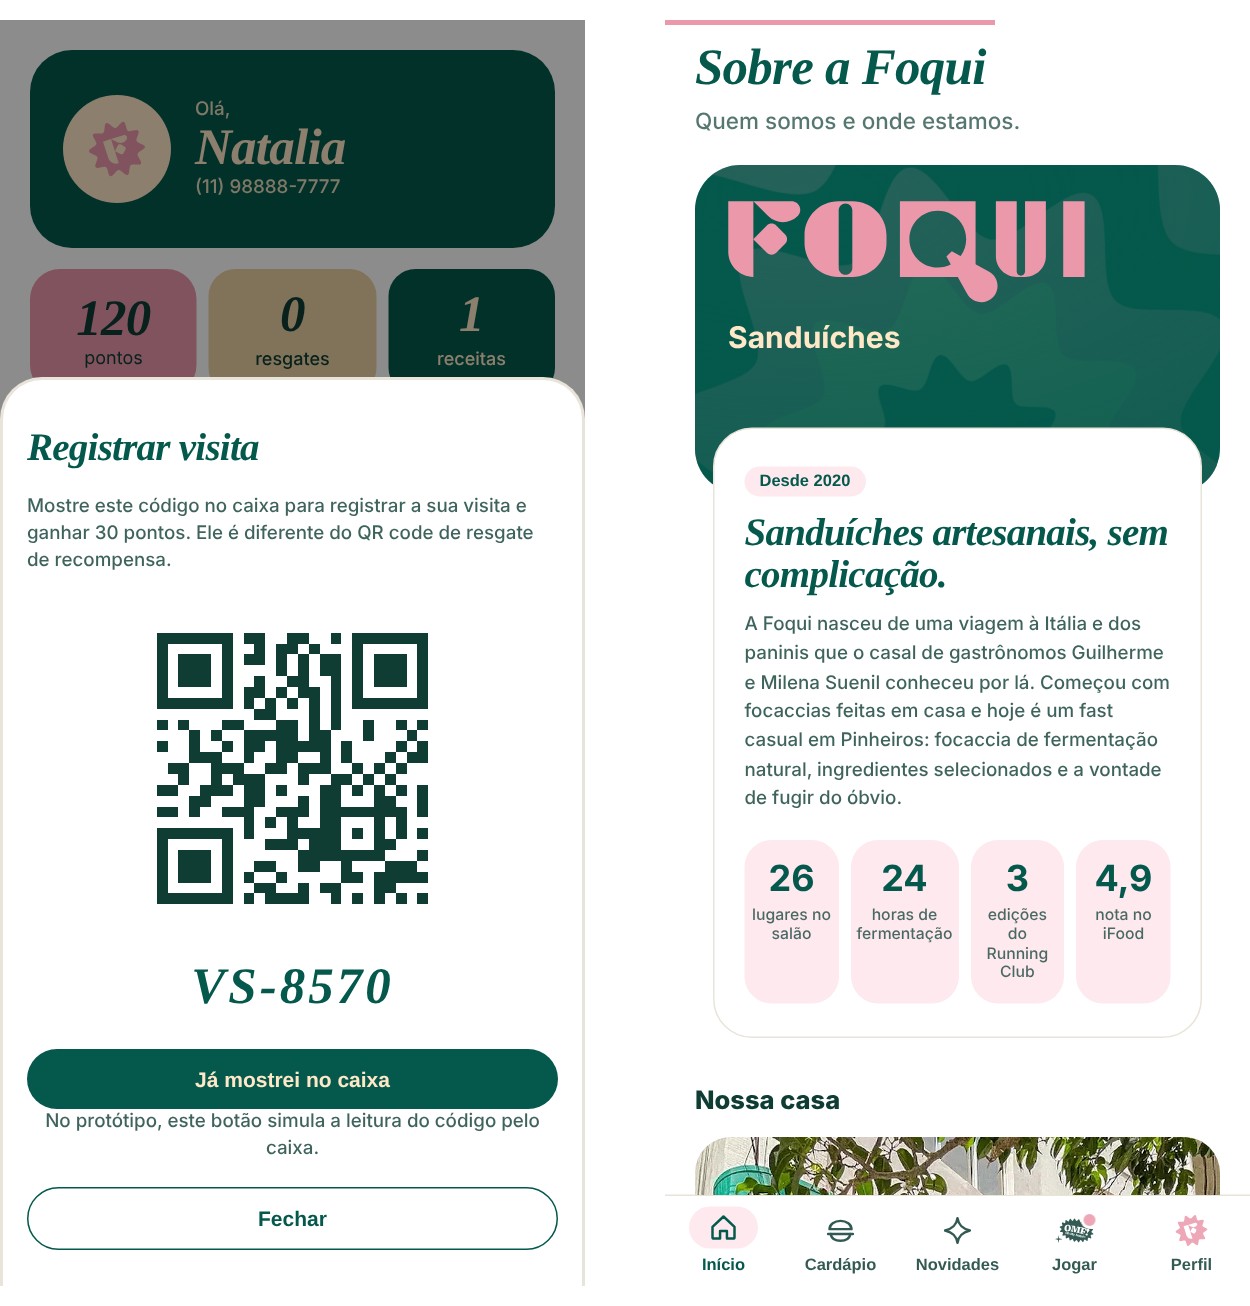 Olá,
Natalia
(11) 98888-7777
120
pontos
0
resgates
1
receitas
Registrar visita
Mostre este código no caixa para registrar a sua visita e
ganhar 30 pontos. Ele é diferente do QR code de resgate
de recompensa.
VS-8570
Já mostrei no caixa
No protótipo, este botão simula a leitura do código pelo
caixa.
Fechar
Sobre a Foqui
Quem somos e onde estamos.
FOQUI
Sanduíches
Desde 2020
Sanduíches artesanais, sem
complicação.
A Foqui nasceu de uma viagem à Itália e dos
paninis que o casal de gastrônomos Guilherme
e Milena Suenil conheceu por lá. Começou com
focaccias feitas em casa e hoje é um fast
casual em Pinheiros: focaccia de fermentação
natural, ingredientes selecionados e a vontade
de fugir do óbvio.
26
lugares no
salão
24
horas de
fermentação
3
edições
do
Running
Club
4,9
nota no
iFood
Nossa casa
Início
Cardápio
Novidades
Jogar
Perfil